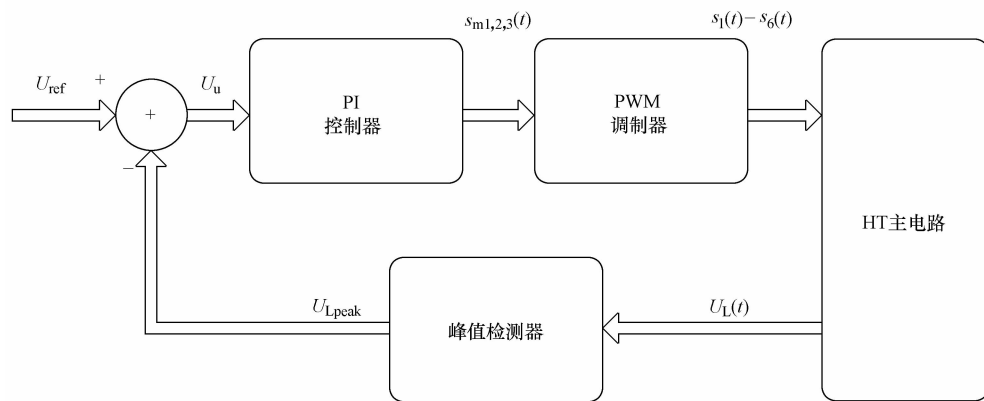 s_m1,2,3(t)
s_1(t)−s_6(t)
U_ref
+
U_u
+
PI
控制器
PWM
调制器
−
HT主电路
U_Lpeak
U_L(t)
峰值检测器